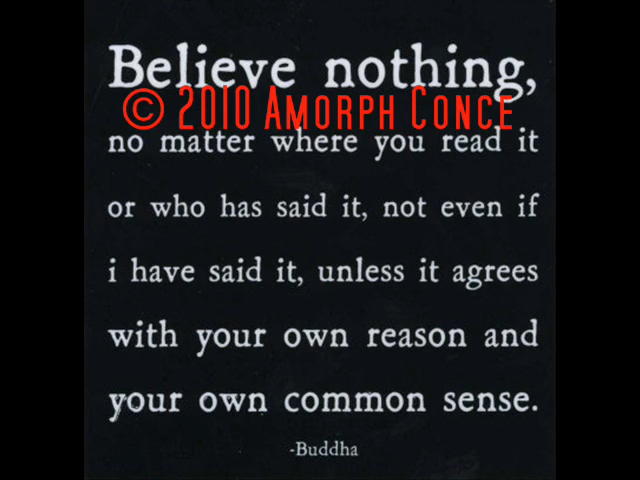 Believe nothing,
© 2010 Amorph Conce
no matter where you read it
or who has said it, not even if
i have said it, unless it agrees
with your own reason and
your own common sense.
-Buddha